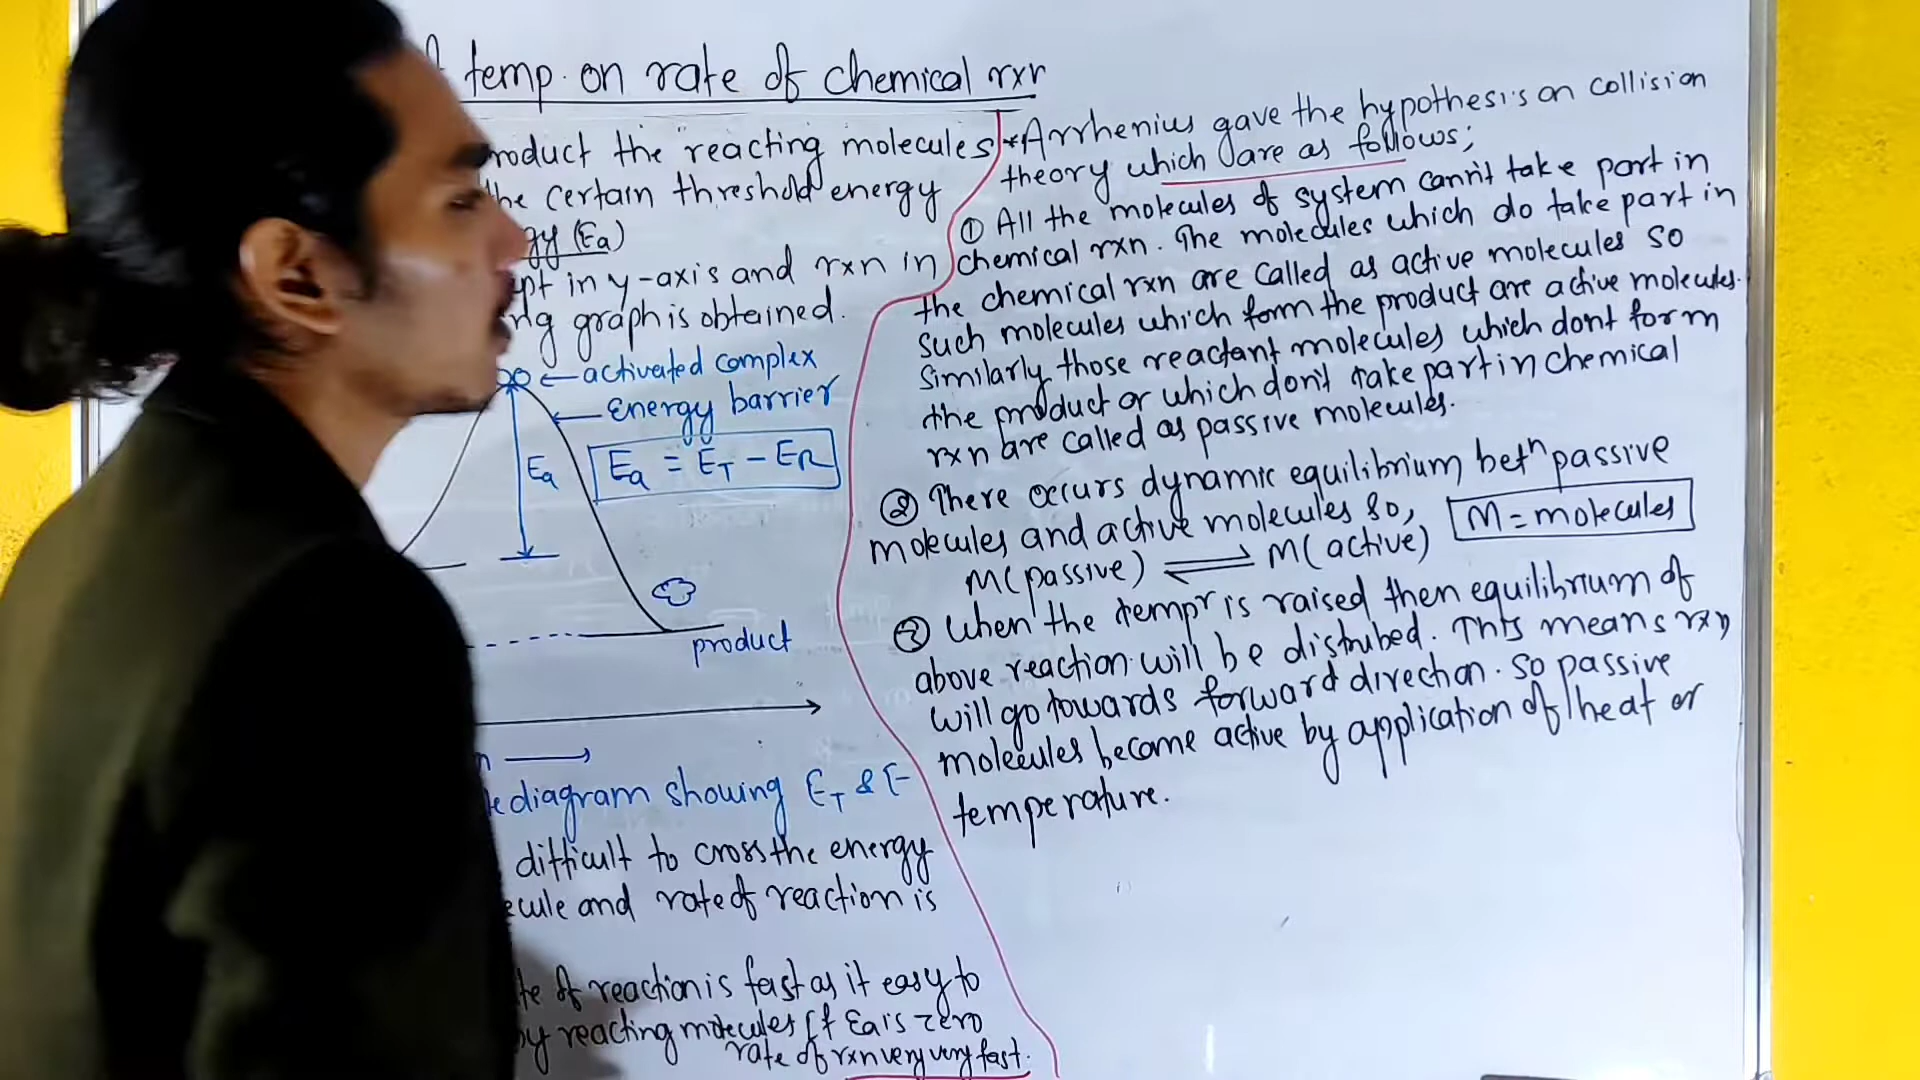 temp. on rate of chemical rxn
product the reacting molecules
the certain threshold energy
gy (Ea)
pt in y-axis and rxn in
ng graph is obtained.
activated complex
Energy barrier
Ea
Ea = ET - ER
product
n
diagram showing ET & E
difficult to cross the energy
ecule and rate of reaction is
te of reaction is fast as it easy to
by reacting molecules If Ea is zero
rate of rxn very very fast.
*Arrhenius gave the hypothesis on collision
theory which are as follows;
① All the molecules of system cann't take part in
chemical rxn. The molecules which do take part in
the chemical rxn are called as active molecules so
such molecules which form the product are active molecules.
Similarly those reactant molecules which dont form
the product or which don't take part in chemical
rxn are called as passive molecules.
② There occurs dynamic equilibrium betn passive
molecules and active molecules so,
M = molecules
M(passive) ⇌ M(active)
③ When the tempr is raised then equilibrium of
above reaction will be distrubed. This means rxn
will go towards forward direction. so passive
molecules become active by application of heat or
temperature.